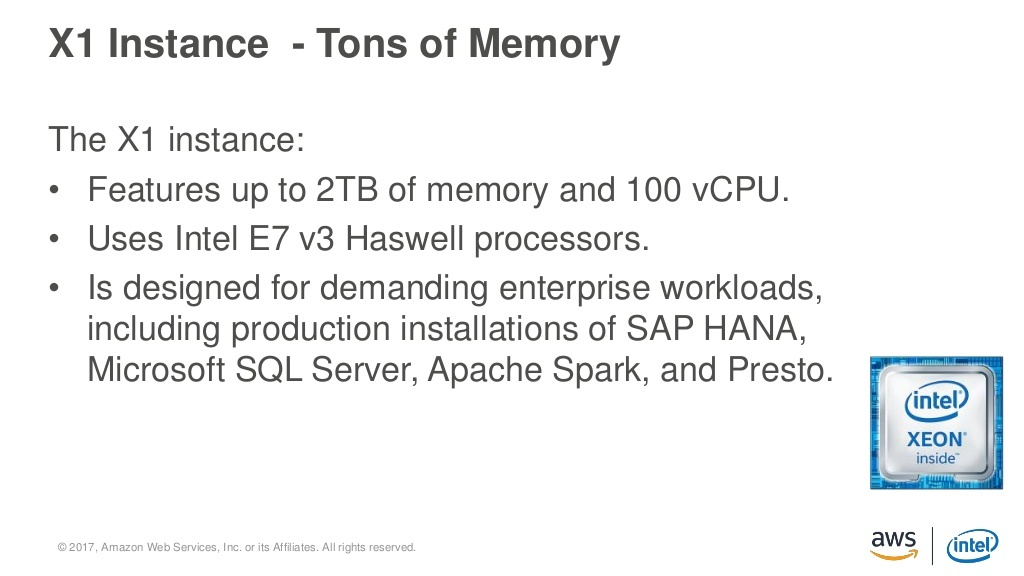 X1 Instance - Tons of Memory
The X1 instance:
• Features up to 2TB of memory and 100 vCPU.
• Uses Intel E7 v3 Haswell processors.
• Is designed for demanding enterprise workloads,
including production installations of SAP HANA,
Microsoft SQL Server, Apache Spark, and Presto.
intel
XEON®
inside™
© 2017, Amazon Web Services, Inc. or its Affiliates. All rights reserved.
aws
intel